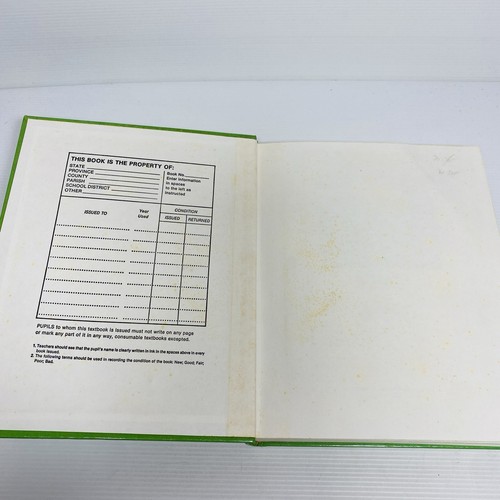 THIS BOOK IS THE PROPERTY OF:
STATE
PROVINCE
COUNTY
PARISH
SCHOOL DISTRICT
OTHER
Book No.
Enter information
in spaces
to the left as
instructed
ISSUED TO
Year
Used
CONDITION
ISSUED
RETURNED
PUPILS to whom this textbook is issued must not write on any page
or mark any part of it in any way, consumable textbooks excepted.
1. Teachers should see that the pupil's name is clearly written in ink in the spaces above in every
book issued.
2. The following terms should be used in recording the condition of the book: New; Good; Fair;
Poor; Bad.